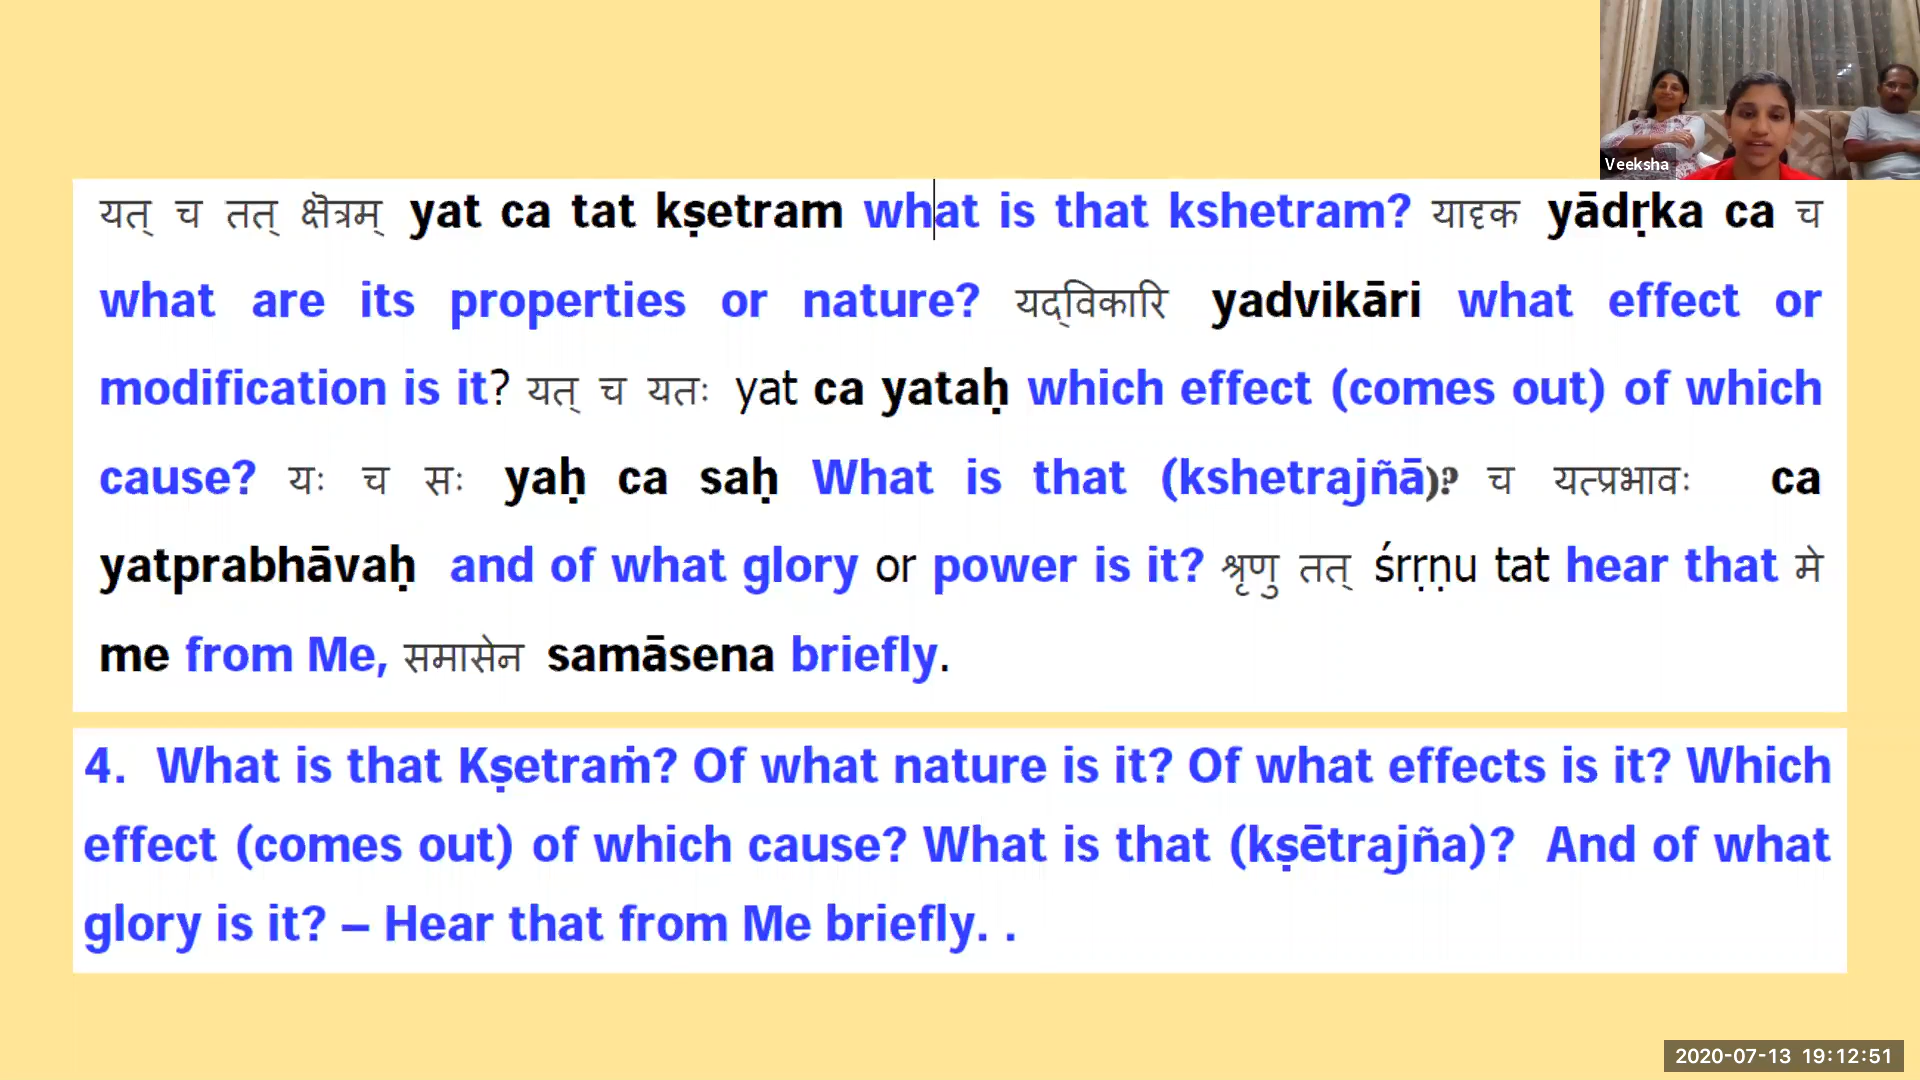 Veeksha
यत् च तत् क्षॆत्रम् yat ca tat kṣetram what is that kshetram? यादृक yādṛka ca च
what are its properties or nature? यद्विकारि yadvikāri what effect or
modification is it? यत् च यतः yat ca yataḥ which effect (comes out) of which
cause? यः च सः yaḥ ca saḥ What is that (kshetrajñā)? च यत्प्रभावः ca
yatprabhāvaḥ and of what glory or power is it? श्रृणु तत् śrṛṇu tat hear that मे
me from Me, समासेन samāsena briefly.
4. What is that Kṣetraṁ? Of what nature is it? Of what effects is it? Which
effect (comes out) of which cause? What is that (kṣētrajña)? And of what
glory is it? – Hear that from Me briefly. .
2020-07-13 19:12:51